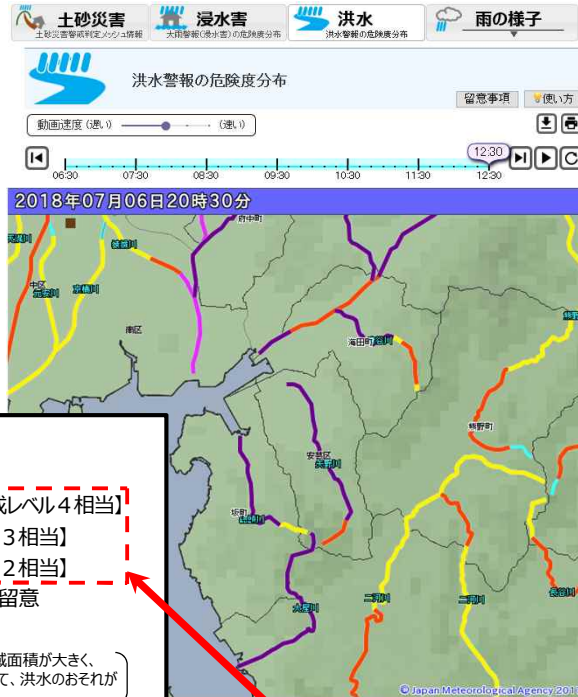 土砂災害
土砂災害警戒判定メッシュ情報
浸水害
大雨警報(浸水害)の危険度分布
洪水
洪水警報の危険度分布
雨の様子
洪水警報の危険度分布
留意事項
使い方
動画速度 (遅い)
(速い)
12:30
06:30 07:30 08:30 09:30 10:30 11:30 12:30
2018年07月06日20時30分
府中町
猿猴川
中区
元安川
京橋川
南区
海田町
熊野町
安芸区
矢野川
坂町
総頭川
大屋川
二河川
二河川
レベル4相当】
3相当】
2相当】
留意
域面積が大きく、
て、洪水のおそれが
© Japan Meteorological Agency 201